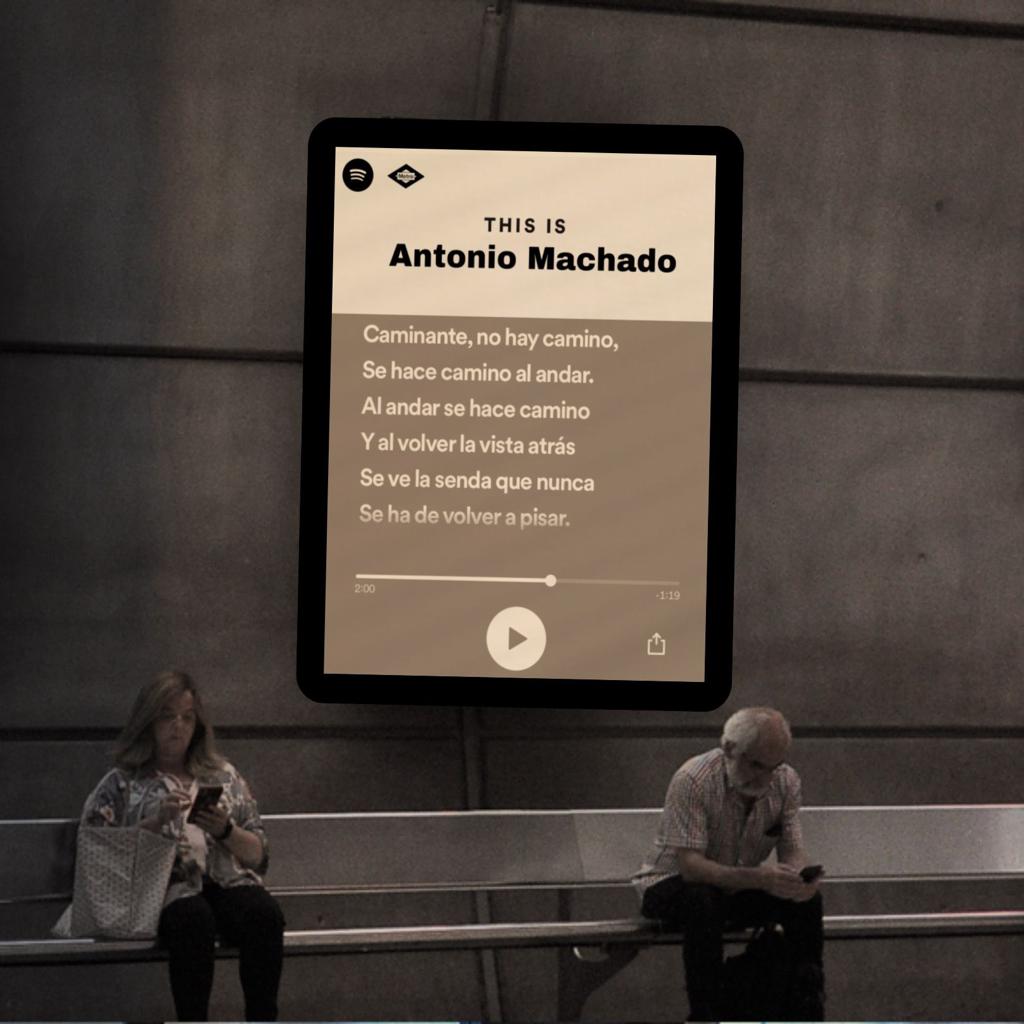 Metro
THIS IS
Antonio Machado
Caminante, no hay camino,
Se hace camino al andar.
Al andar se hace camino
Y al volver la vista atrás
Se ve la senda que nunca
Se ha de volver a pisar.
2:00
-1:19